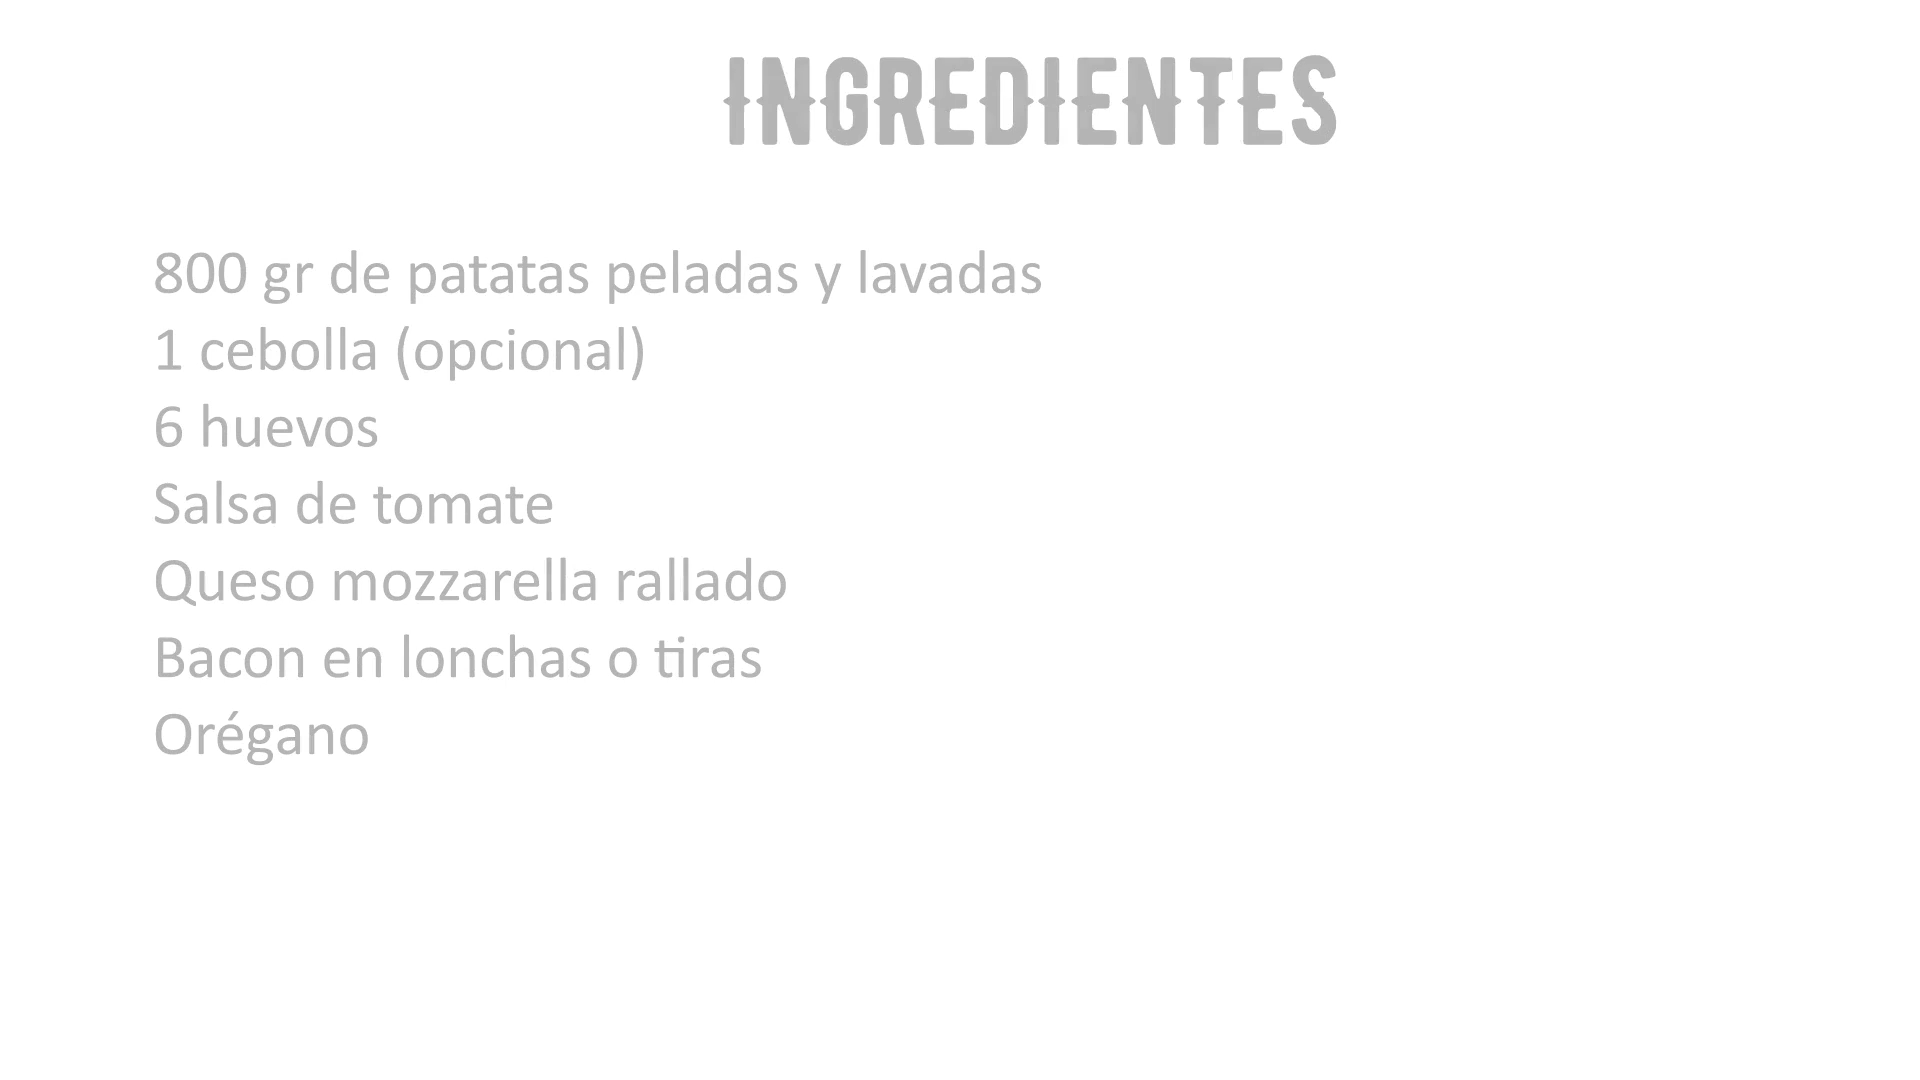 INGREDIENTES
800 gr de patatas peladas y lavadas
1 cebolla (opcional)
6 huevos
Salsa de tomate
Queso mozzarella rallado
Bacon en lonchas o tiras
Orégano